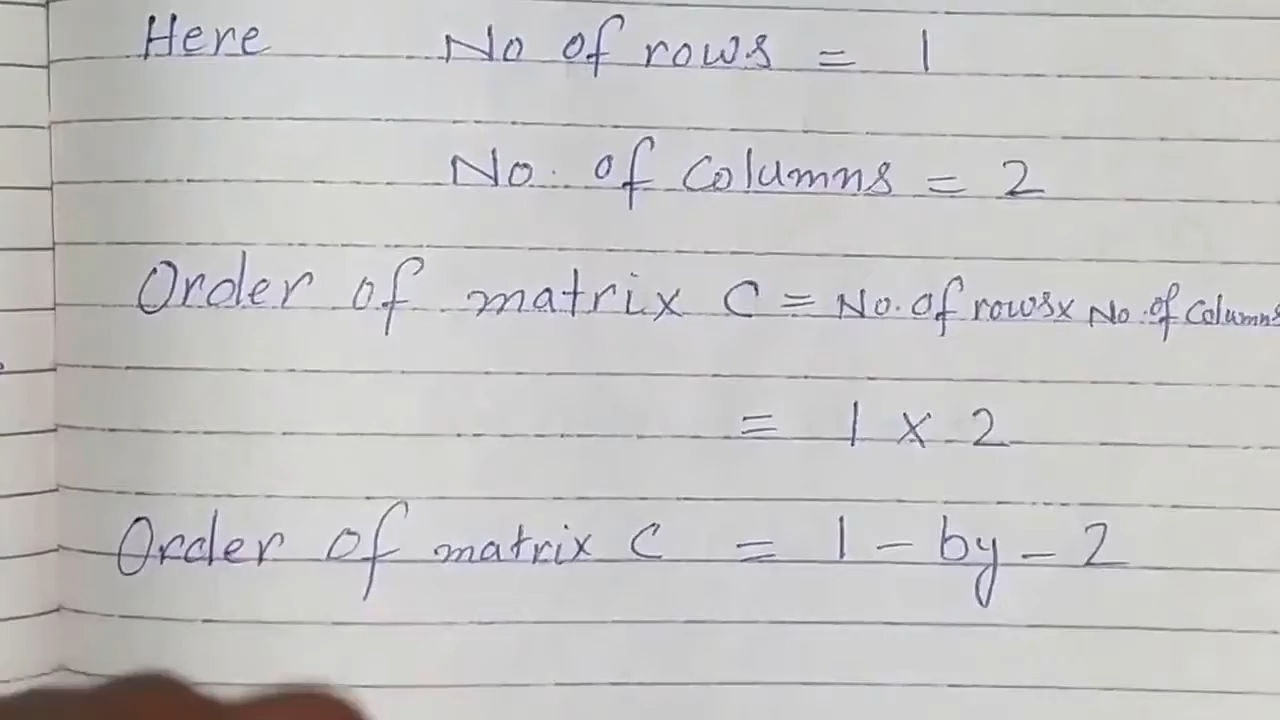 Here No of rows = 1
No. of Columns = 2
Order of matrix C = No. of rows x No. of Columns
= 1 x 2
Order of matrix C = 1 - by - 2